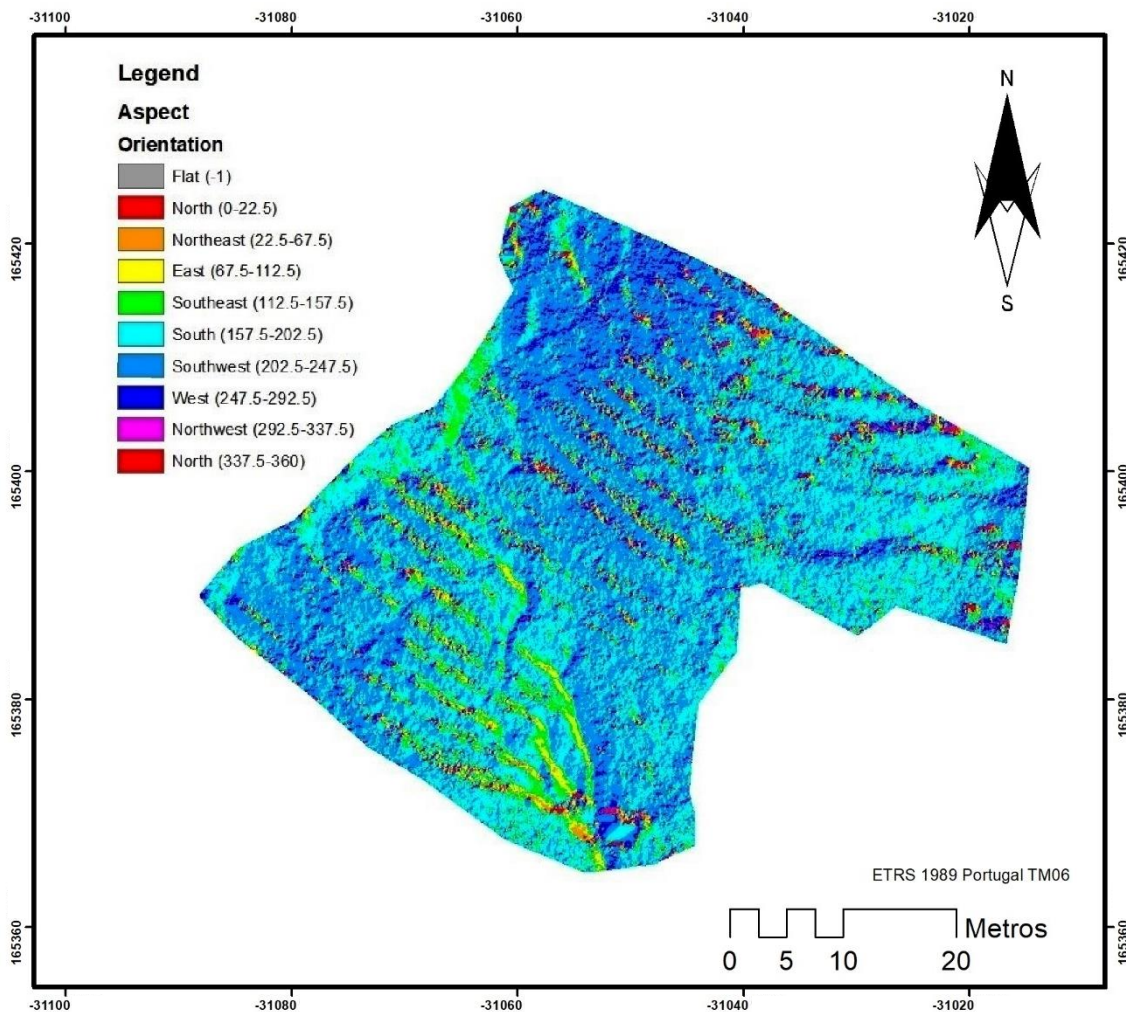 -31100 -31080 -31060 -31040 -31020
Legend
Aspect
Orientation
Flat (-1)
North (0-22.5)
Northeast (22.5-67.5)
East (67.5-112.5)
Southeast (112.5-157.5)
South (157.5-202.5)
Southwest (202.5-247.5)
West (247.5-292.5)
Northwest (292.5-337.5)
North (337.5-360)
N
S
165420 165420
165400 165400
165380 165380
165360 165360
ETRS 1989 Portugal TM06
Metros
0 5 10 20
-31100 -31080 -31060 -31040 -31020